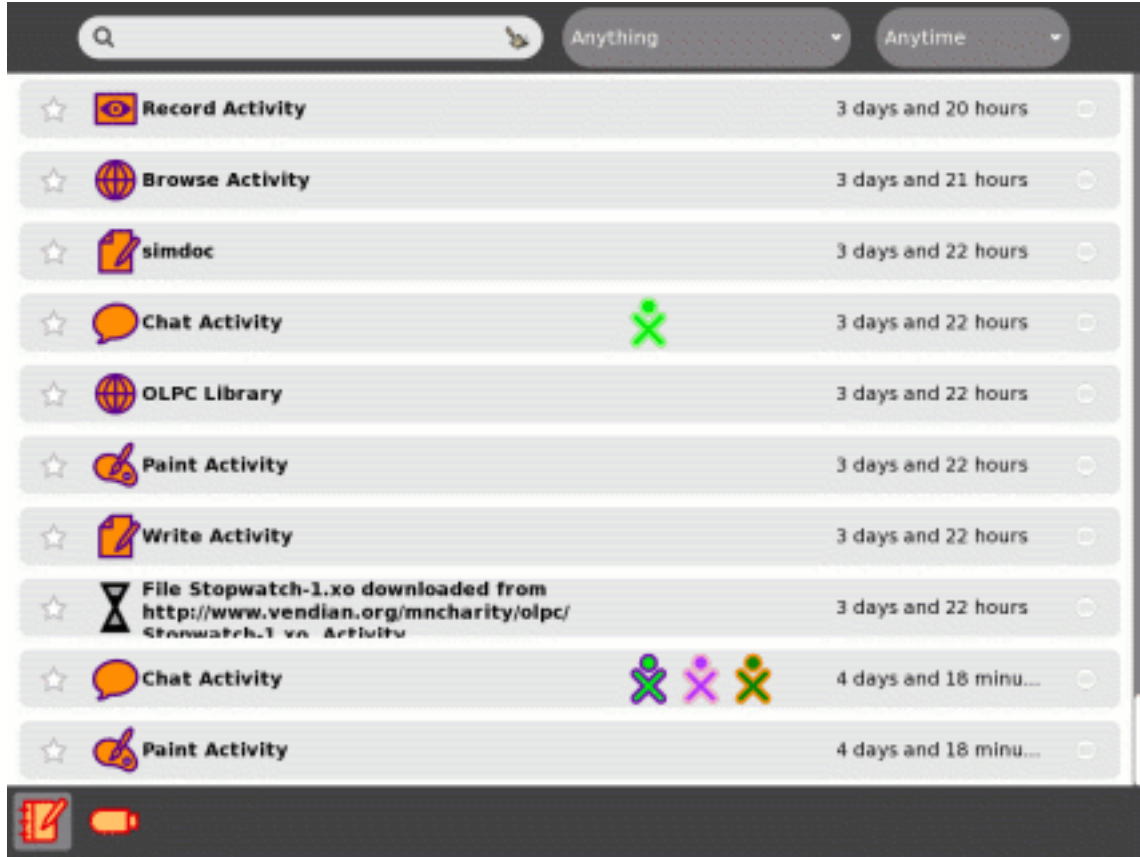 Anything Anytime
Record Activity 3 days and 20 hours
Browse Activity 3 days and 21 hours
simdoc 3 days and 22 hours
Chat Activity 3 days and 22 hours
OLPC Library 3 days and 22 hours
Paint Activity 3 days and 22 hours
Write Activity 3 days and 22 hours
File Stopwatch-1.xo downloaded from
http://www.vendian.org/mncharity/olpc/ 3 days and 22 hours
Stopwatch-1.xo. Activity
Chat Activity 4 days and 18 minu...
Paint Activity 4 days and 18 minu...